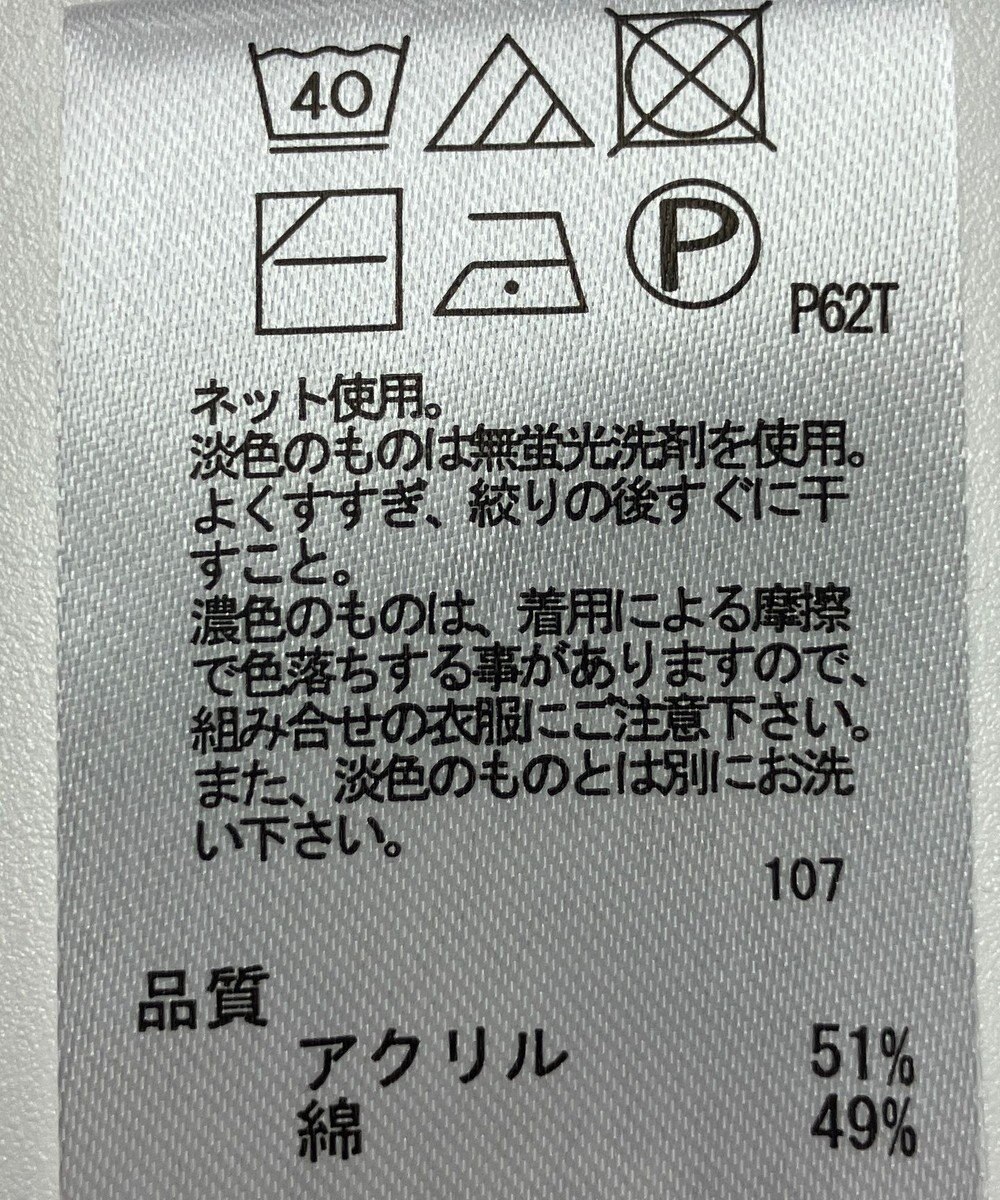 40
P
P62T
ネット使用。
淡色のものは無蛍光洗剤を使用。
よくすすぎ、絞りの後すぐに干
すこと。
濃色のものは、着用による摩擦
で色落ちする事がありますので、
組み合せの衣服にご注意下さい。
また、淡色のものとは別にお洗
い下さい。
107
品質
アクリル 51%
綿 49%